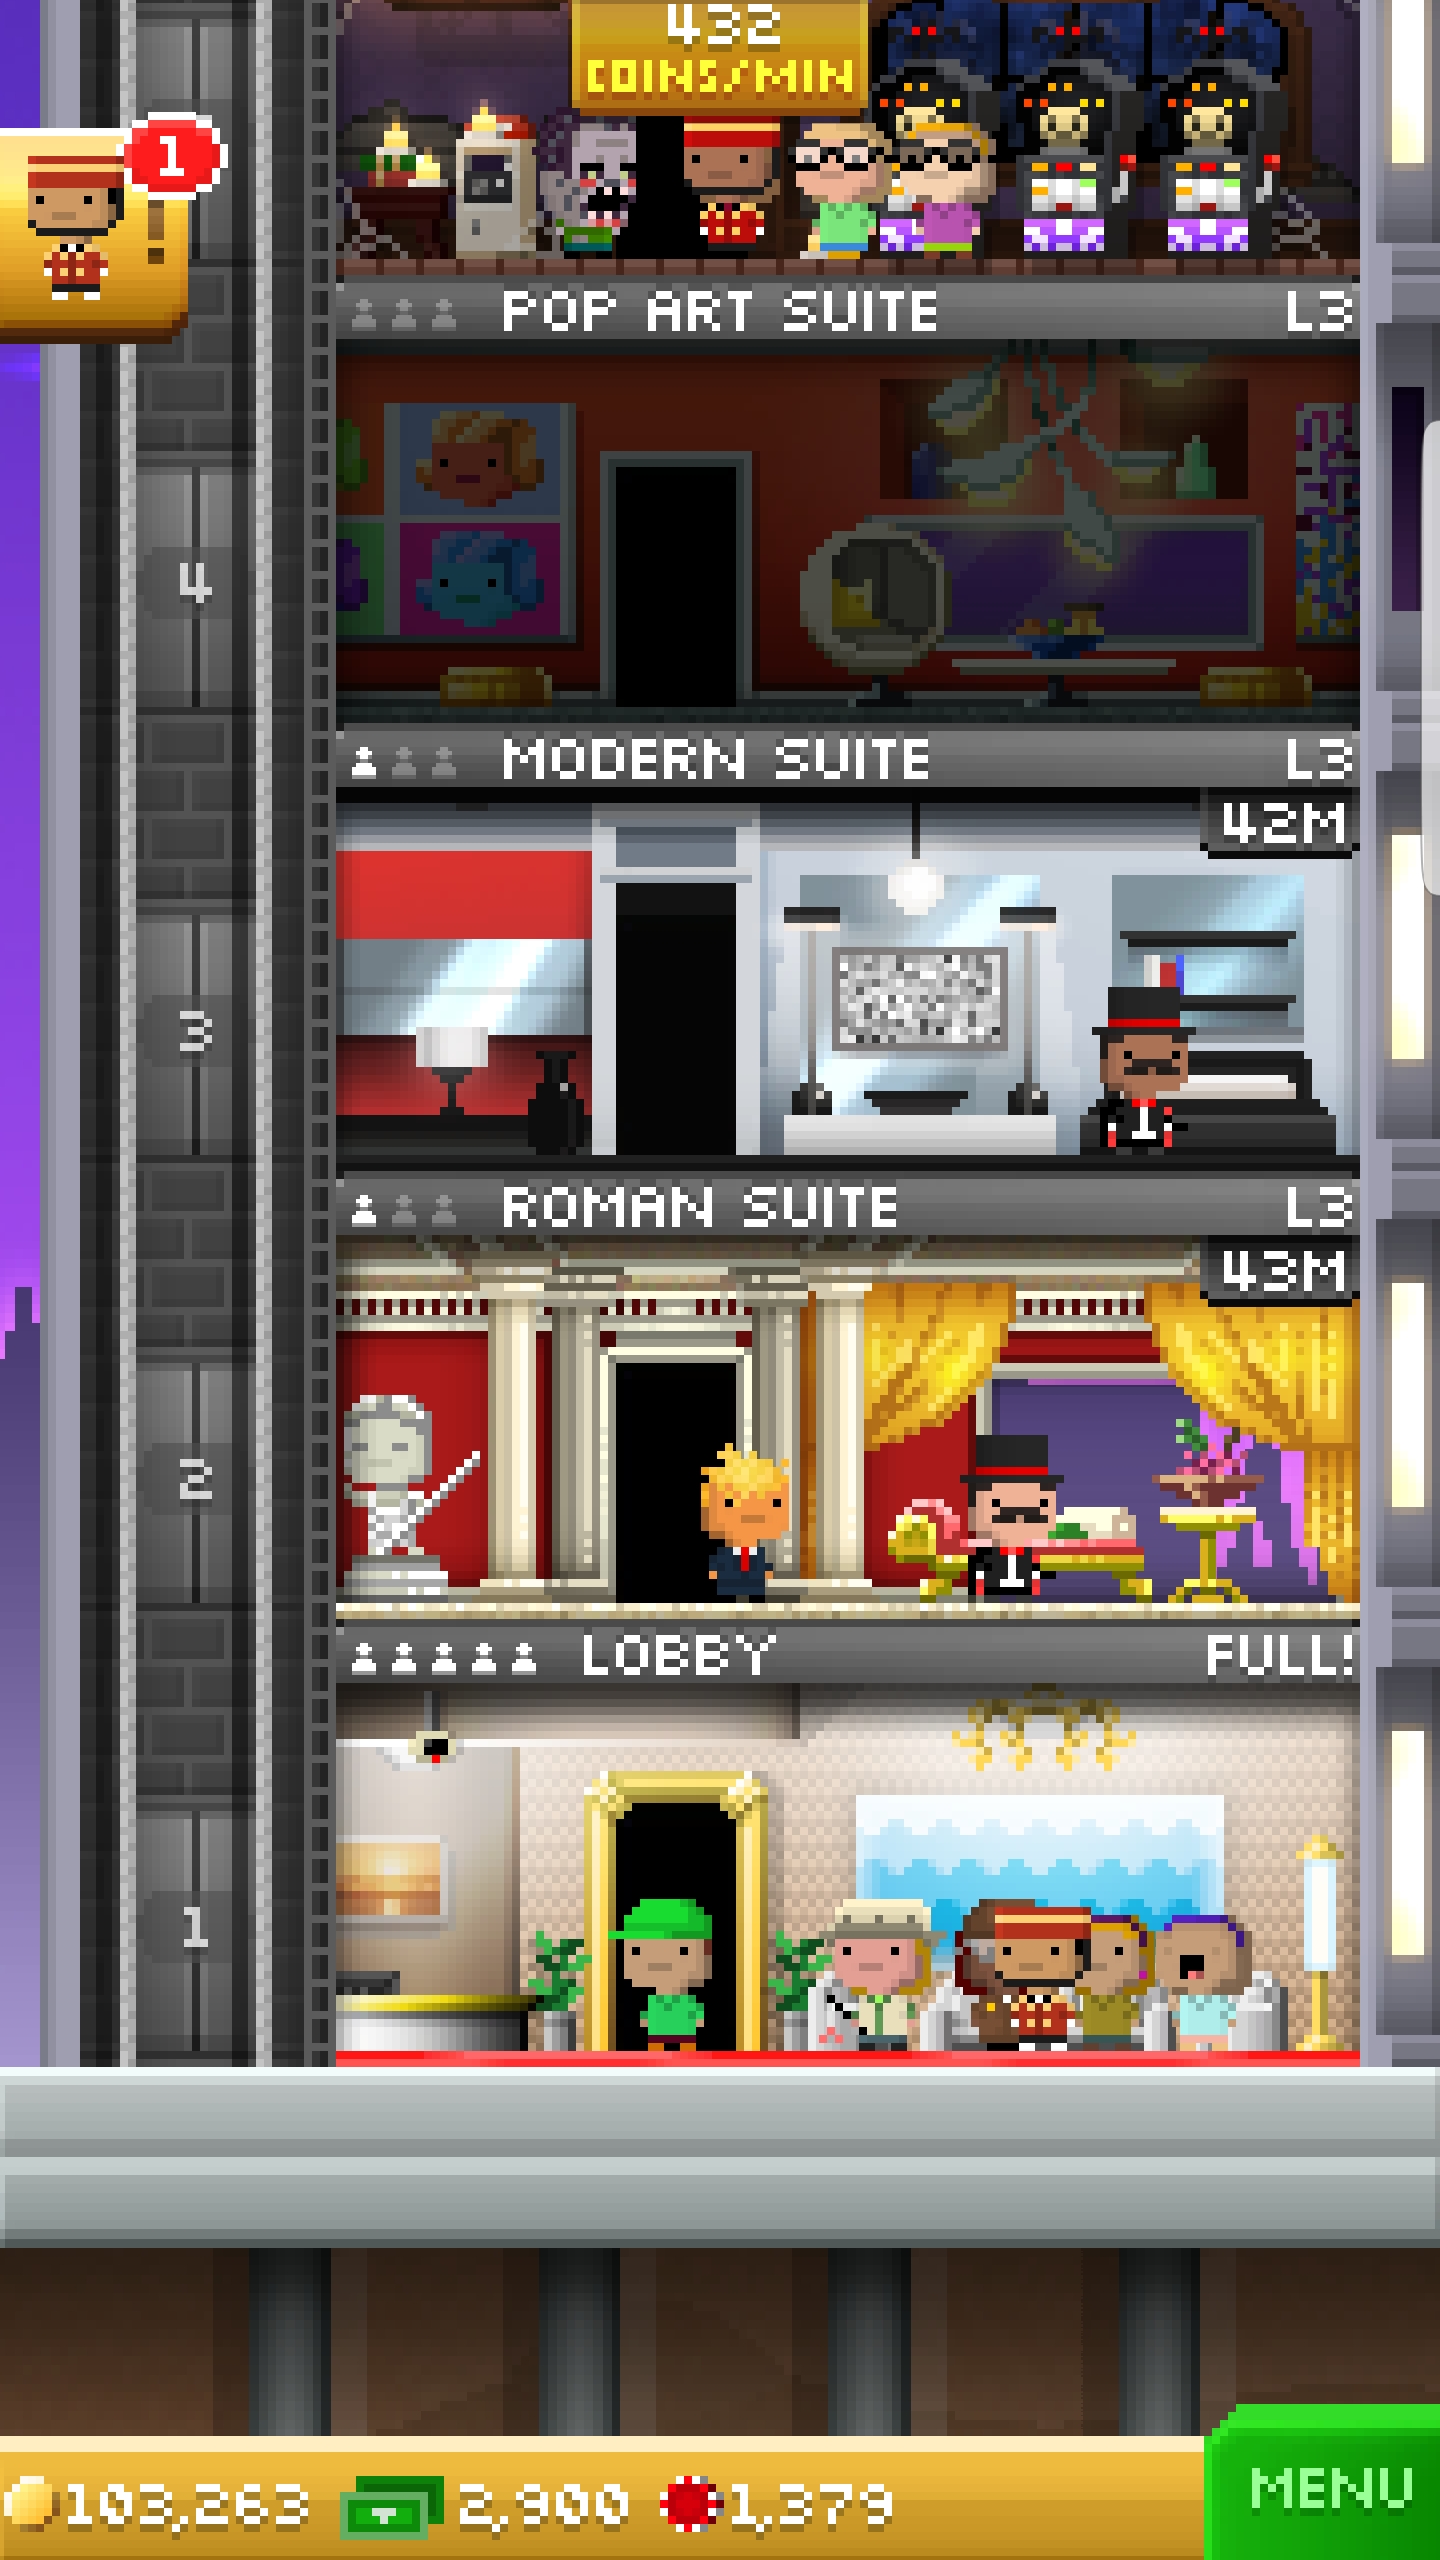 432
COINS/MIN
1
POP ART SUITE L3
4
MODERN SUITE L3
42M
3
ROMAN SUITE L3
43M
2
LOBBY FULL!
1
103,263 2,900 1,379
MENU